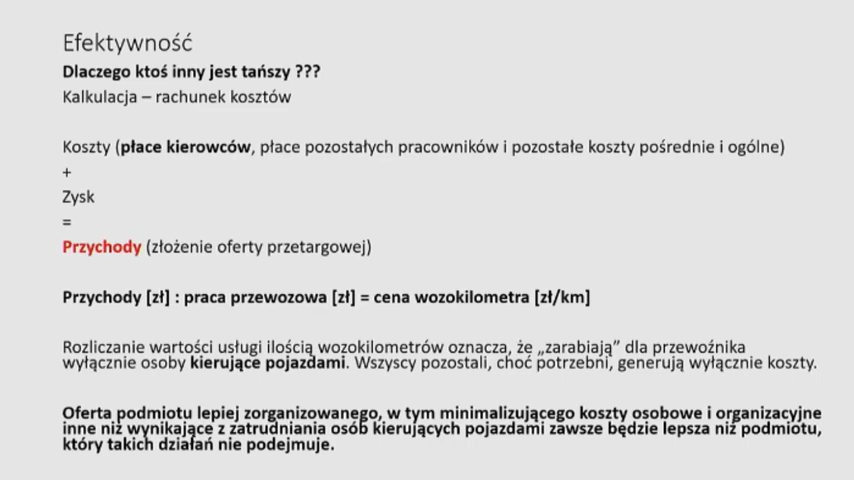 Efektywność
Dlaczego ktoś inny jest tańszy ???
Kalkulacja – rachunek kosztów
Koszty (płace kierowców, płace pozostałych pracowników i pozostałe koszty pośrednie i ogólne)
+
Zysk
=
Przychody (złożenie oferty przetargowej)
Przychody [zł] : praca przewozowa [zł] = cena wozokilometra [zł/km]
Rozliczanie wartości usługi ilością wozokilometrów oznacza, że „zarabiają” dla przewoźnika
wyłącznie osoby kierujące pojazdami. Wszyscy pozostali, choć potrzebni, generują wyłącznie koszty.
Oferta podmiotu lepiej zorganizowanego, w tym minimalizującego koszty osobowe i organizacyjne
inne niż wynikające z zatrudniania osób kierujących pojazdami zawsze będzie lepsza niż podmiotu,
który takich działań nie podejmuje.